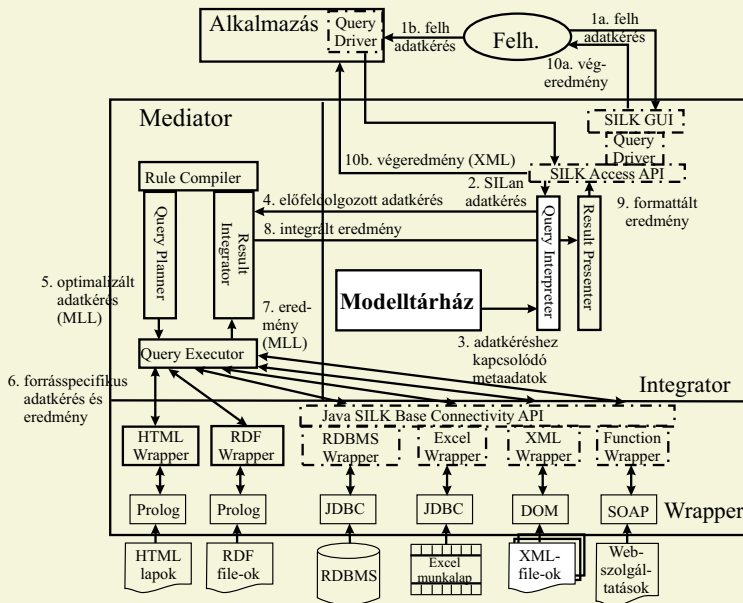 Alkalmazás
Query
Driver
1b. felh
adatkérés
Felh.
1a. felh
adatkérés
10a. vég-
eredmény
Mediator
SILK GUI
Query
Driver
10b. végeredmény (XML)
SILK Access API
Rule Compiler
2. SILan
adatkérés
4. előfeldolgozott adatkérés
9. formattált
eredmény
8. integrált eredmény
Query Planner
Result
Integrator
Query Interpreter
Result Presenter
5. optimalizált
adatkérés
(MLL)
Modelltárház
7. ered-
mény
(MLL)
3. adatkéréshez
kapcsolódó
metaadatok
Query Executor
6. forrásspecifikus
adatkérés és
eredmény
Integrator
Java SILK Base Connectivity API
HTML
Wrapper
RDF
Wrapper
RDBMS
Wrapper
Excel
Wrapper
XML
Wrapper
Function
Wrapper
Prolog
Prolog
JDBC
JDBC
DOM
SOAP
Wrapper
HTML
lapok
RDF
file-ok
RDBMS
Excel
munkalap
XML-
file-ok
Web-
szolgál-
tatások